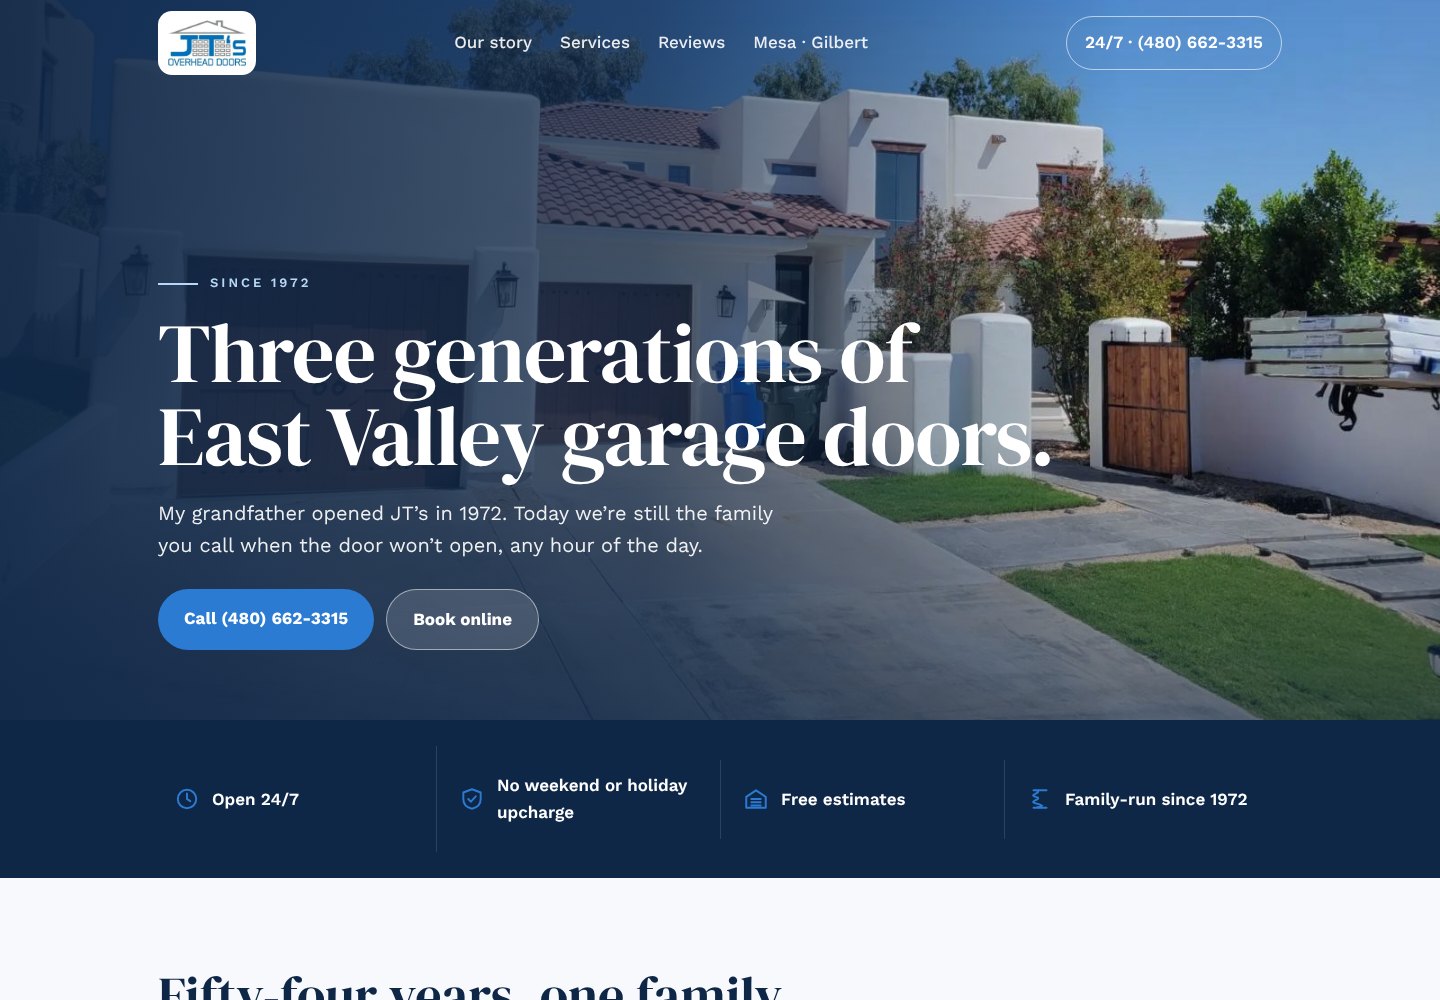 JT's
OVERHEAD DOORS
Our story
Services
Reviews
Mesa · Gilbert
24/7 · (480) 662-3315
SINCE 1972
Three generations of
East Valley garage doors.
My grandfather opened JT’s in 1972. Today we’re still the family
you call when the door won’t open, any hour of the day.
Call (480) 662-3315
Book online
Open 24/7
No weekend or holiday
upcharge
Free estimates
Family-run since 1972
Fifty-four years, one family